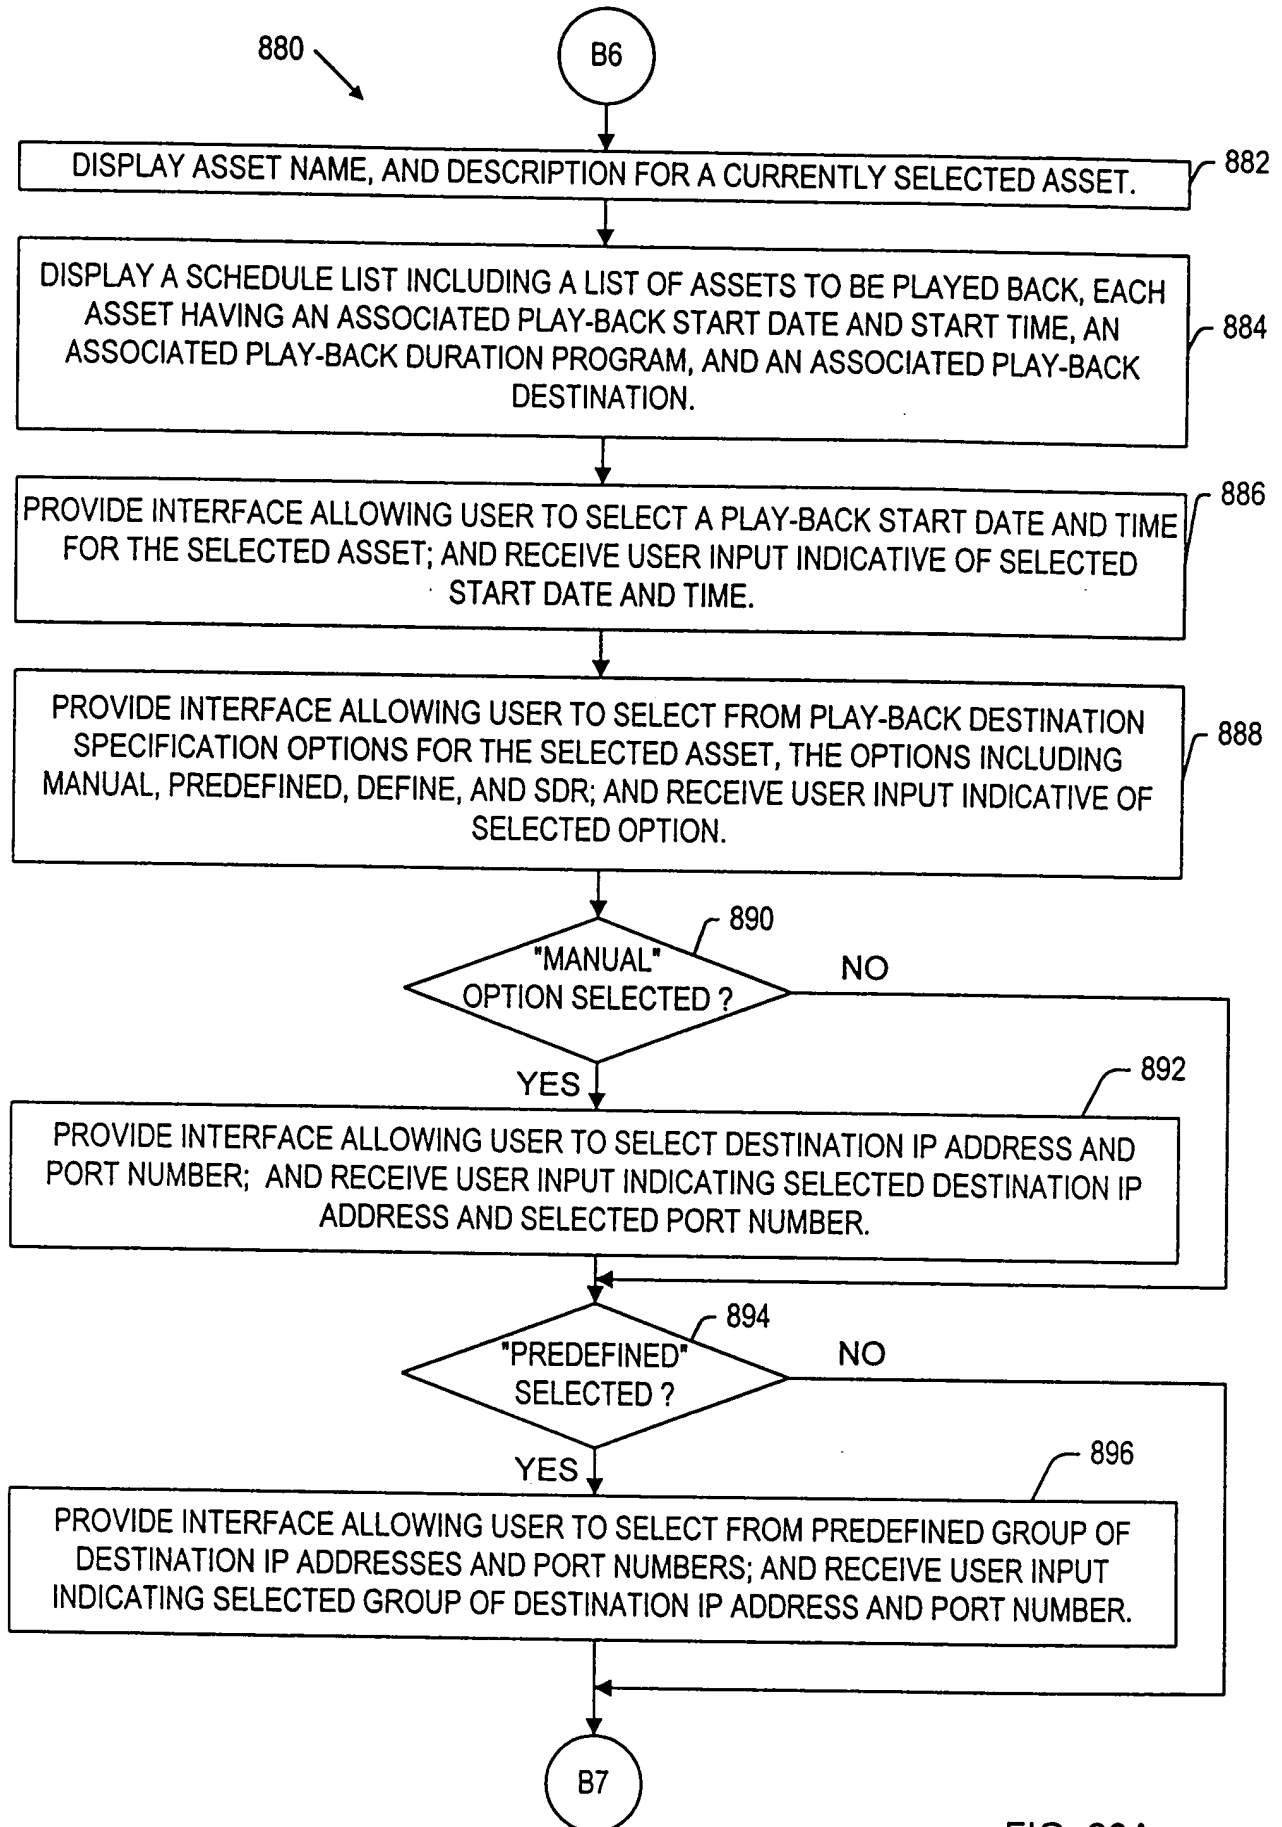 880
B6
DISPLAY ASSET NAME, AND DESCRIPTION FOR A CURRENTLY SELECTED ASSET.
882
DISPLAY A SCHEDULE LIST INCLUDING A LIST OF ASSETS TO BE PLAYED BACK, EACH
ASSET HAVING AN ASSOCIATED PLAY-BACK START DATE AND START TIME, AN
ASSOCIATED PLAY-BACK DURATION PROGRAM, AND AN ASSOCIATED PLAY-BACK
DESTINATION.
884
PROVIDE INTERFACE ALLOWING USER TO SELECT A PLAY-BACK START DATE AND TIME
FOR THE SELECTED ASSET; AND RECEIVE USER INPUT INDICATIVE OF SELECTED
START DATE AND TIME.
886
PROVIDE INTERFACE ALLOWING USER TO SELECT FROM PLAY-BACK DESTINATION
SPECIFICATION OPTIONS FOR THE SELECTED ASSET, THE OPTIONS INCLUDING
MANUAL, PREDEFINED, DEFINE, AND SDR; AND RECEIVE USER INPUT INDICATIVE OF
SELECTED OPTION.
888
890
"MANUAL"
OPTION SELECTED ?
NO
YES
892
PROVIDE INTERFACE ALLOWING USER TO SELECT DESTINATION IP ADDRESS AND
PORT NUMBER; AND RECEIVE USER INPUT INDICATING SELECTED DESTINATION IP
ADDRESS AND SELECTED PORT NUMBER.
894
"PREDEFINED"
SELECTED ?
NO
YES
896
PROVIDE INTERFACE ALLOWING USER TO SELECT FROM PREDEFINED GROUP OF
DESTINATION IP ADDRESSES AND PORT NUMBERS; AND RECEIVE USER INPUT
INDICATING SELECTED GROUP OF DESTINATION IP ADDRESS AND PORT NUMBER.
B7